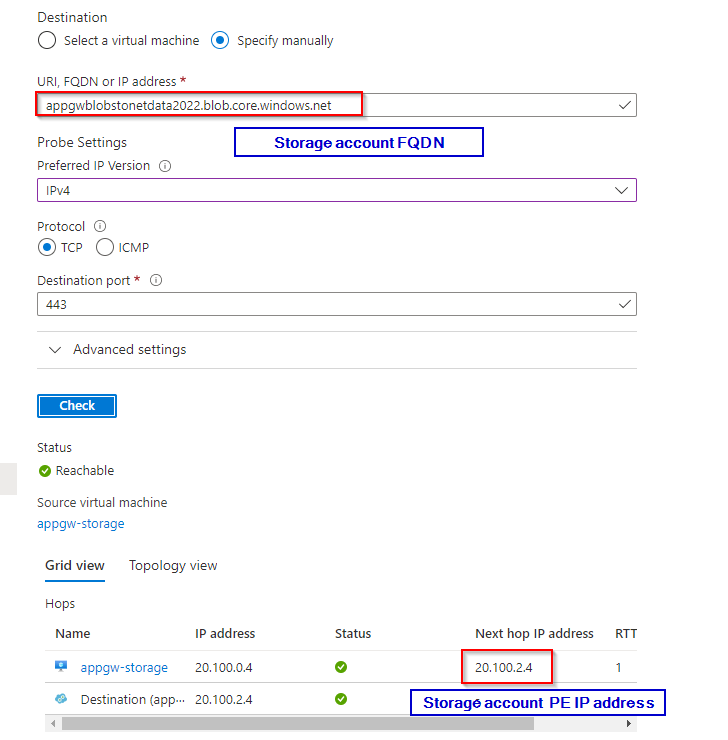 Destination
Select a virtual machine Specify manually
URI, FQDN or IP address *
appgwblobstonetdata2022.blob.core.windows.net
Storage account FQDN
Probe Settings
Preferred IP Version
IPv4
Protocol
TCP ICMP
Destination port *
443
Advanced settings
Check
Status
Reachable
Source virtual machine
appgw-storage
Grid view Topology view
Hops
Name IP address Status Next hop IP address RTT
appgw-storage 20.100.0.4 20.100.2.4 1
Destination (app··· 20.100.2.4
Storage account PE IP address